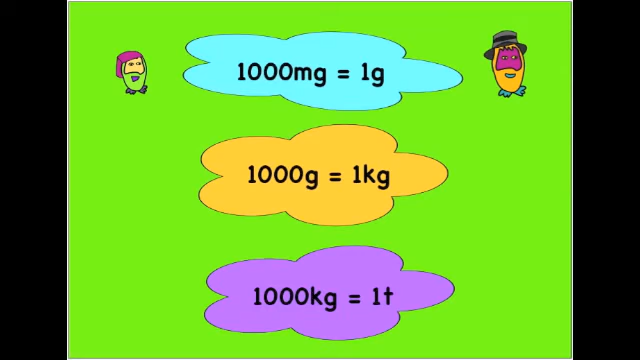 1000mg = 1g
1000g = 1kg
1000kg = 1t